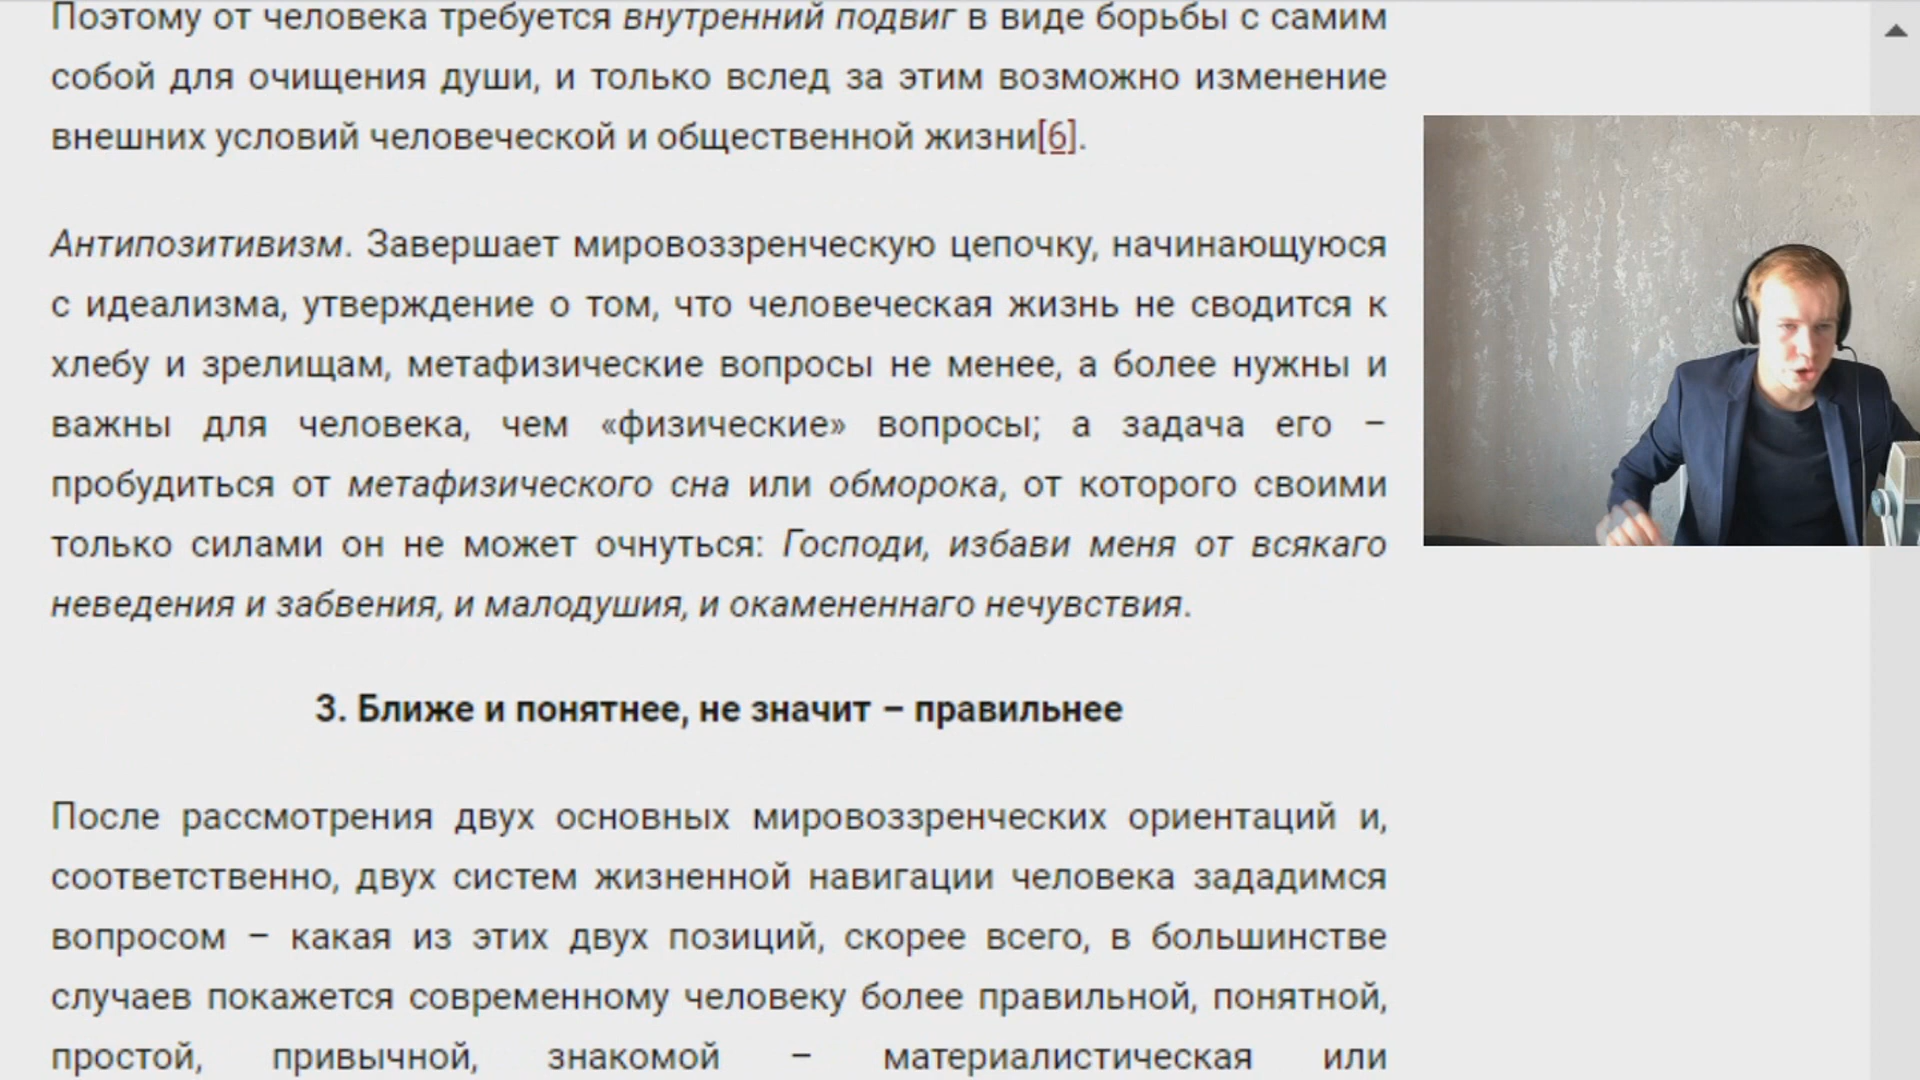 Поэтому от человека требуется внутренний подвиг в виде борьбы с самим
собой для очищения души, и только вслед за этим возможно изменение
внешних условий человеческой и общественной жизни[6].
Антипозитивизм. Завершает мировоззренческую цепочку, начинающуюся
с идеализма, утверждение о том, что человеческая жизнь не сводится к
хлебу и зрелищам, метафизические вопросы не менее, а более нужны и
важны для человека, чем «физические» вопросы; а задача его –
пробудиться от метафизического сна или обморока, от которого своими
только силами он не может очнуться: Господи, избави меня от всякаго
неведения и забвения, и малодушия, и окамененнаго нечувствия.
3. Ближе и понятнее, не значит – правильнее
После рассмотрения двух основных мировоззренческих ориентаций и,
соответственно, двух систем жизненной навигации человека зададимся
вопросом – какая из этих двух позиций, скорее всего, в большинстве
случаев покажется современному человеку более правильной, понятной,
простой, привычной, знакомой – материалистическая или